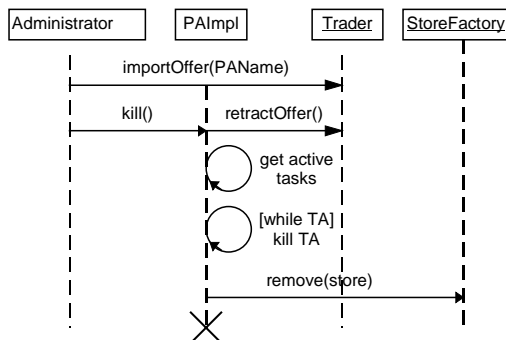 Administrator
PAImpl
Trader
StoreFactory
importOffer(PAName)
kill()
retractOffer()
get active
tasks
[while TA]
kill TA
remove(store)